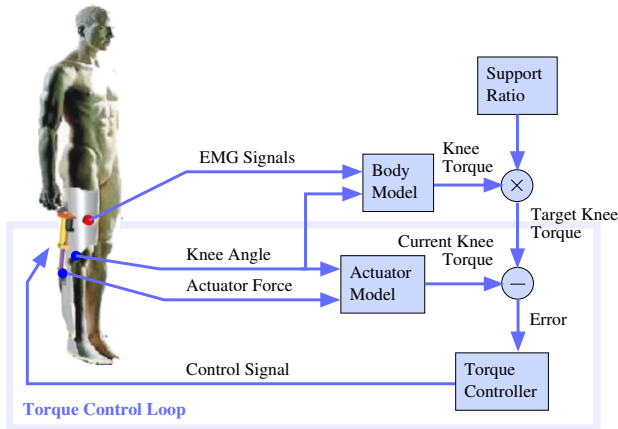 Support
Ratio
EMG Signals
Body
Model
Knee
Torque
×
Target Knee
Torque
Knee Angle
Current Knee
Torque
Actuator
Model
−
Actuator Force
Error
Control Signal
Torque
Controller
Torque Control Loop